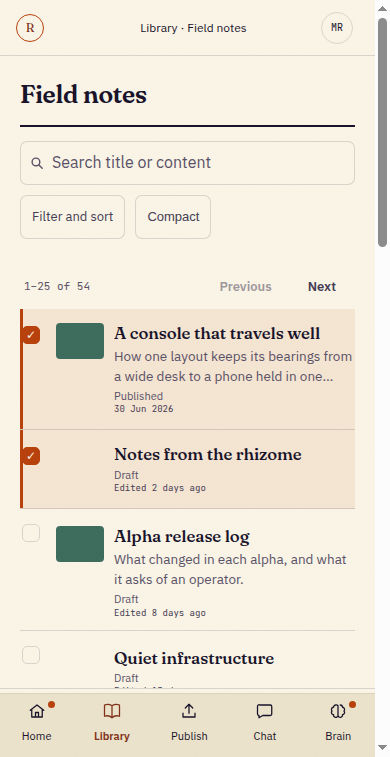 R
Library · Field notes
MR
Field notes
Search title or content
Filter and sort
Compact
1–25 of 54
Previous
Next
A console that travels well
How one layout keeps its bearings from
a wide desk to a phone held in one…
Published
30 Jun 2026
Notes from the rhizome
Draft
Edited 2 days ago
Alpha release log
What changed in each alpha, and what
it asks of an operator.
Draft
Edited 8 days ago
Quiet infrastructure
Draft
Home
Library
Publish
Chat
Brain